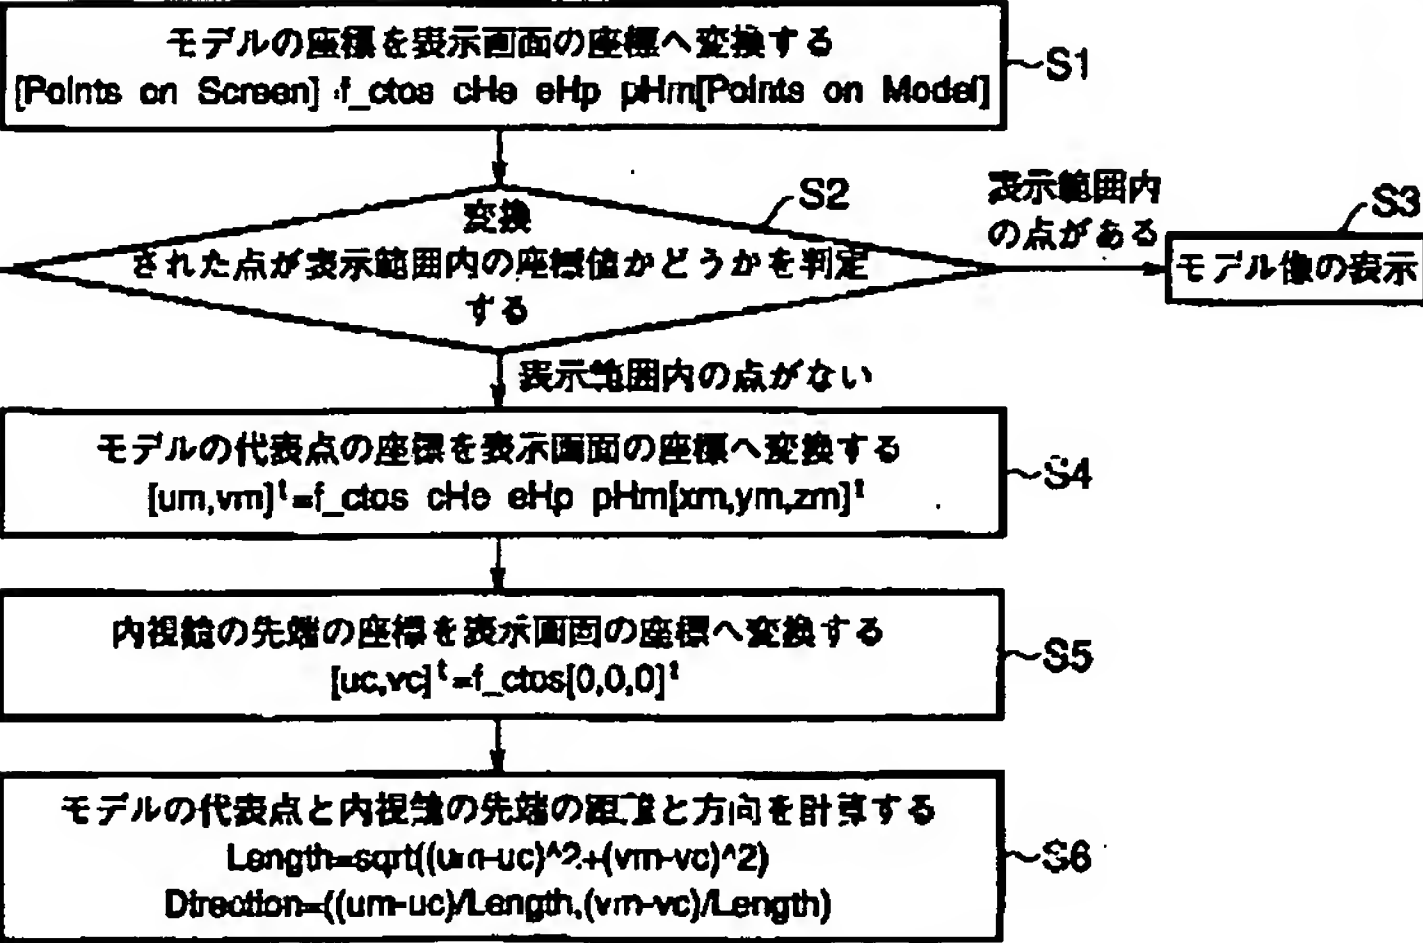 モデルの座標を表示画面の座標へ変換する
[Points on Screen] f_ctos cHe eHp pHm[Points on Model]
S1
変換
S2
された点が表示範囲内の座標値かどうかを判定
する
表示範囲内
の点がある
S3
モデル像の表示
表示範囲内の点がない
モデルの代表点の座標を表示画面の座標へ変換する
[um,vm]ᵗ=f_ctos cHe eHp pHm[xm,ym,zm]ᵗ
S4
内視鏡の先端の座標を表示画面の座標へ変換する
[uc,vc]ᵗ=f_ctos[0,0,0]ᵗ
S5
モデルの代表点と内視鏡の先端の距離と方向を計算する
Length=sqrt((um-uc)^2+(vm-vc)^2)
Direction=((um-uc)/Length,(vm-vc)/Length)
S6